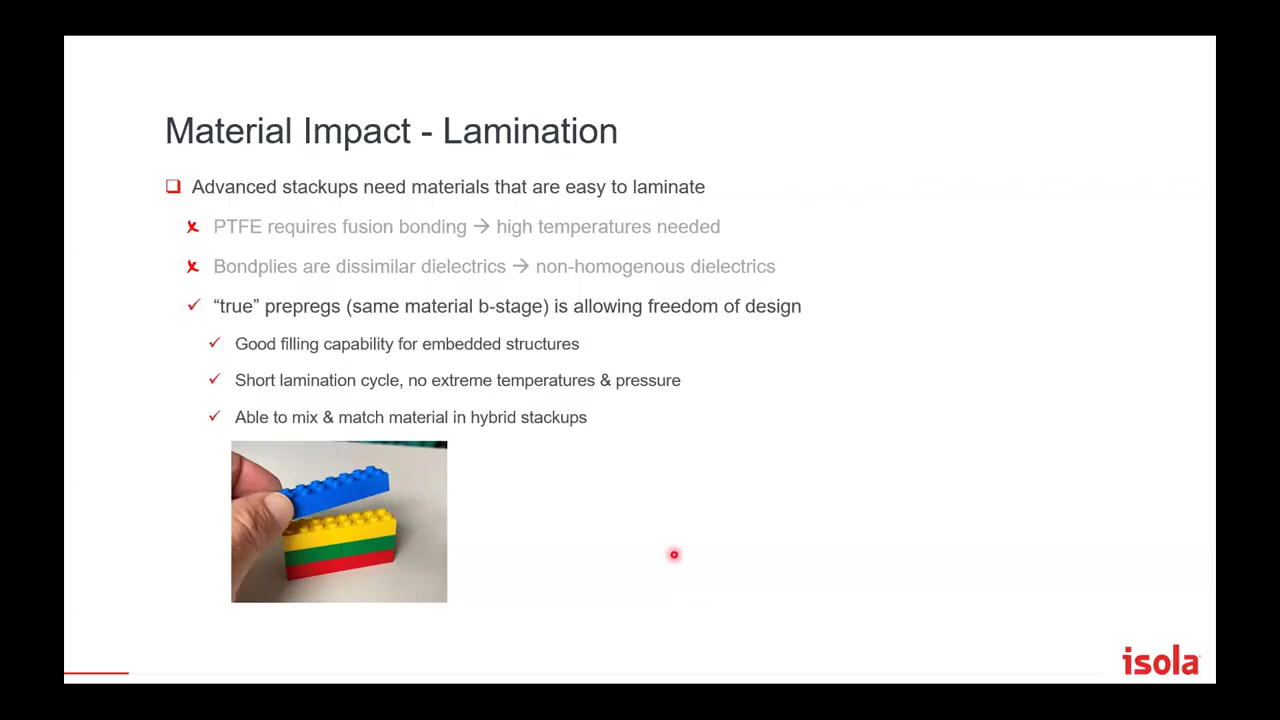 Material Impact - Lamination
Advanced stackups need materials that are easy to laminate
PTFE requires fusion bonding → high temperatures needed
Bondplies are dissimilar dielectrics → non-homogenous dielectrics
“true” prepregs (same material b-stage) is allowing freedom of design
Good filling capability for embedded structures
Short lamination cycle, no extreme temperatures & pressure
Able to mix & match material in hybrid stackups
isola